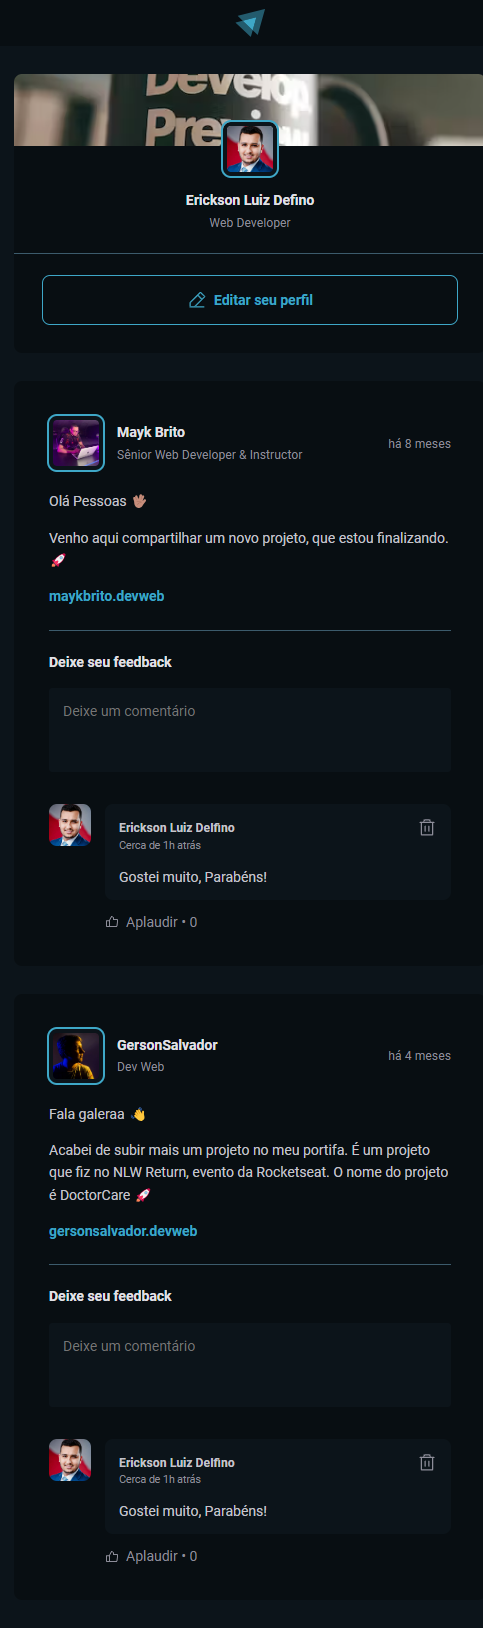 Develop
Erickson Luiz Defino
Web Developer
Editar seu perfil
Mayk Brito
Sênior Web Developer & Instructor
há 8 meses
Olá Pessoas 🖖🏽
Venho aqui compartilhar um novo projeto, que estou finalizando.
🚀
maykbrito.devweb
Deixe seu feedback
Deixe um comentário
Erickson Luiz Delfino
Cerca de 1h atrás
Gostei muito, Parabéns!
Aplaudir • 0
GersonSalvador
Dev Web
há 4 meses
Fala galeraa 👋
Acabei de subir mais um projeto no meu portifa. É um projeto
que fiz no NLW Return, evento da Rocketseat. O nome do projeto
é DoctorCare 🚀
gersonsalvador.devweb
Deixe seu feedback
Deixe um comentário
Erickson Luiz Delfino
Cerca de 1h atrás
Gostei muito, Parabéns!
Aplaudir • 0